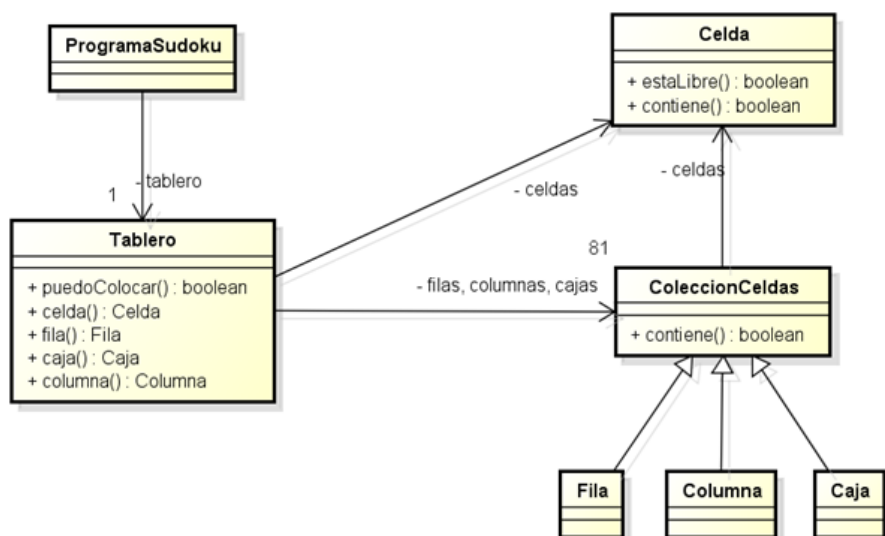 ProgramaSudoku
Celda
+ estaLibre() : boolean
+ contiene() : boolean
1
- tablero
- celdas
- celdas
Tablero
+ puedoColocar() : boolean
+ celda() : Celda
+ fila() : Fila
+ caja() : Caja
+ columna() : Columna
81
- filas, columnas, cajas
ColeccionCeldas
+ contiene() : boolean
Fila
Columna
Caja